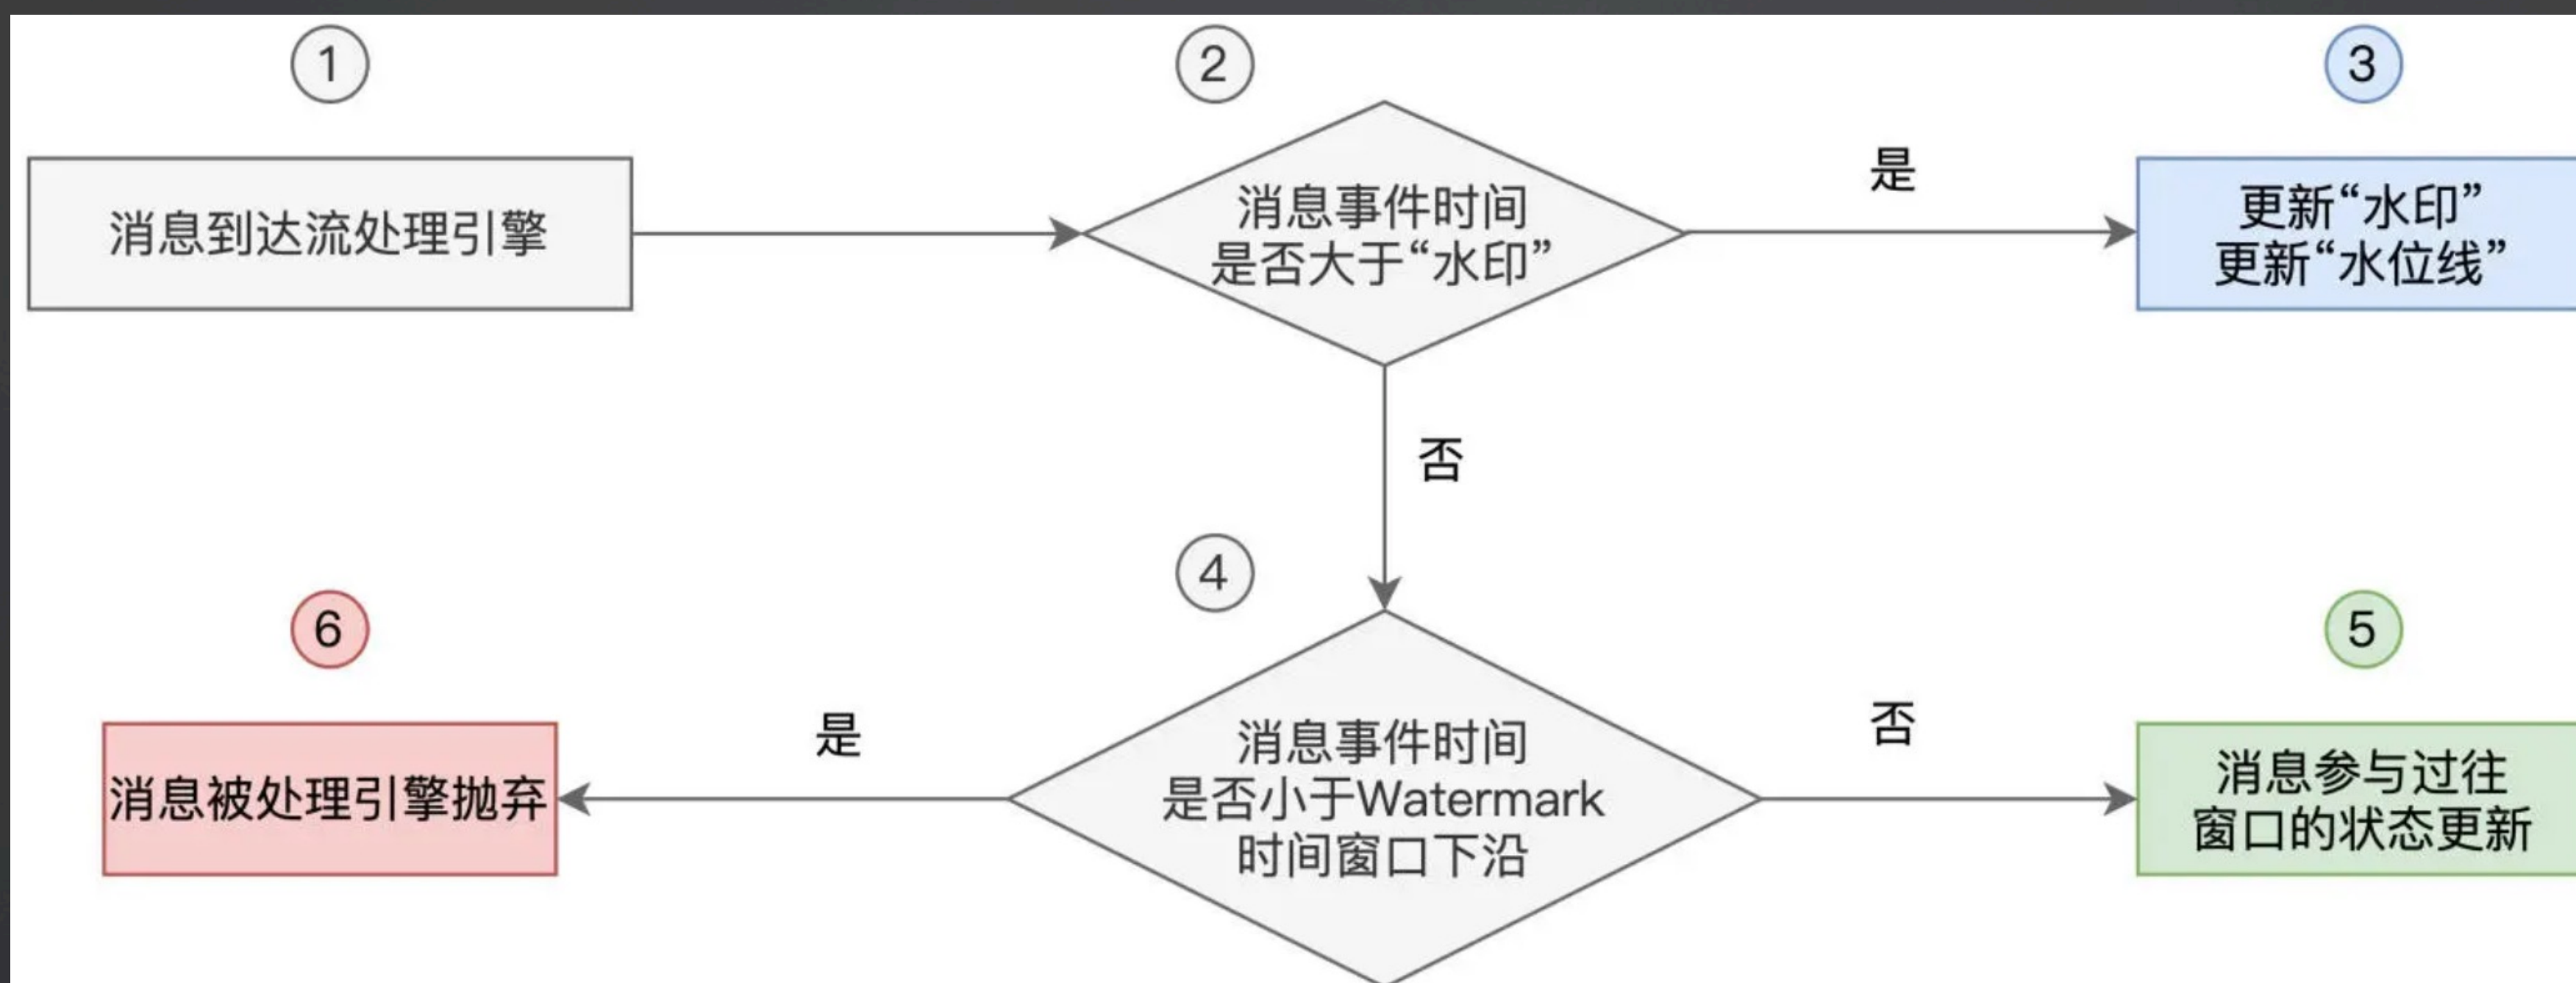 ①
②
③
消息到达流处理引擎
消息事件时间
是否大于“水印”
是
更新“水印”
更新“水位线”
否
④
⑥
⑤
是
消息被处理引擎抛弃
消息事件时间
是否小于Watermark
时间窗口下沿
否
消息参与过往
窗口的状态更新